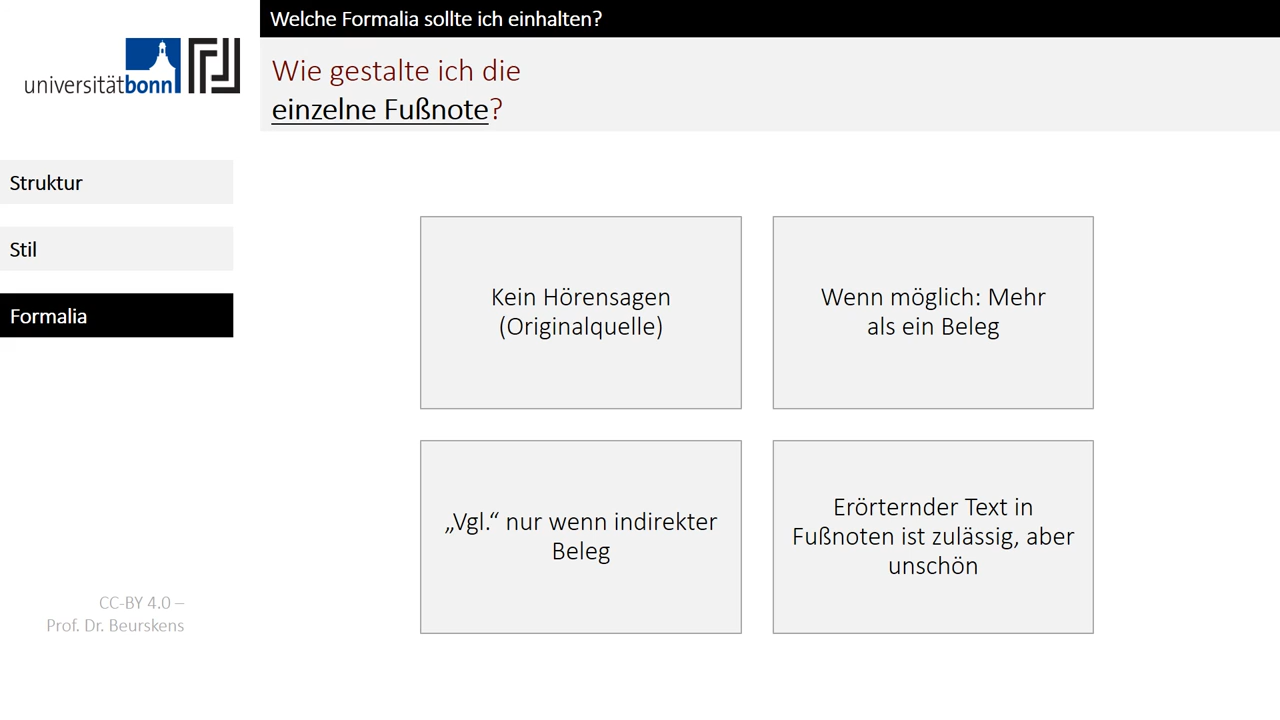 Welche Formalia sollte ich einhalten?
universitätbonn
Wie gestalte ich die
einzelne Fußnote?
Struktur
Stil
Formalia
Kein Hörensagen
(Originalquelle)
Wenn möglich: Mehr
als ein Beleg
„Vgl.“ nur wenn indirekter
Beleg
Erörternder Text in
Fußnoten ist zulässig, aber
unschön
CC-BY 4.0 –
Prof. Dr. Beurskens